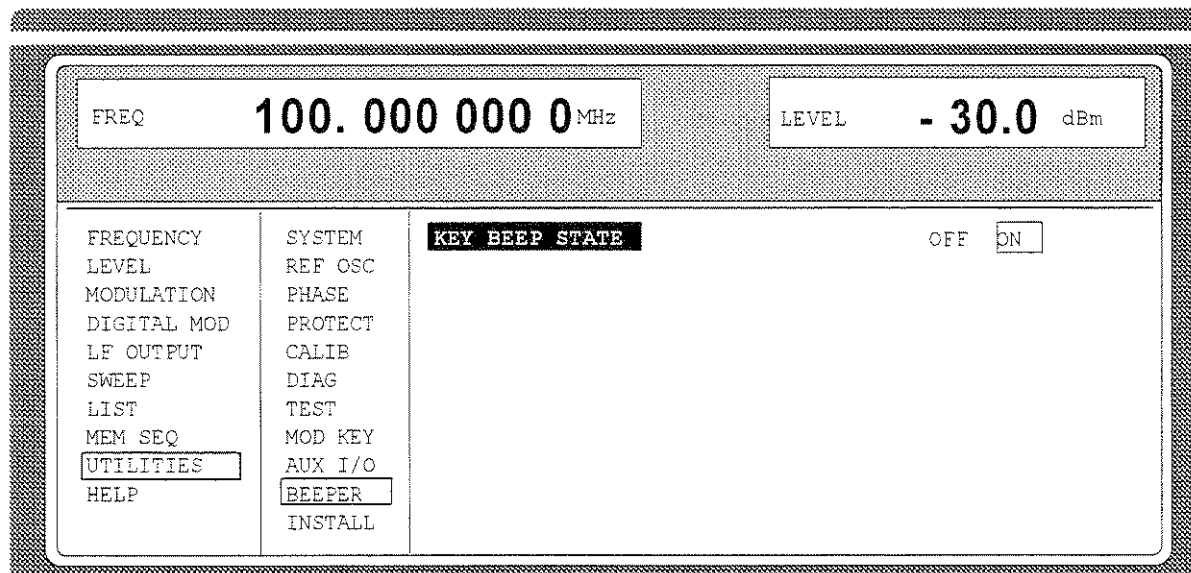 FREQ 100. 000 000 0 MHz LEVEL - 30.0 dBm
FREQUENCY
LEVEL
MODULATION
DIGITAL MOD
LF OUTPUT
SWEEP
LIST
MEM SEQ
UTILITIES
HELP
SYSTEM
REF OSC
PHASE
PROTECT
CALIB
DIAG
TEST
MOD KEY
AUX I/O
BEEPER
INSTALL
KEY BEEP STATE OFF ON